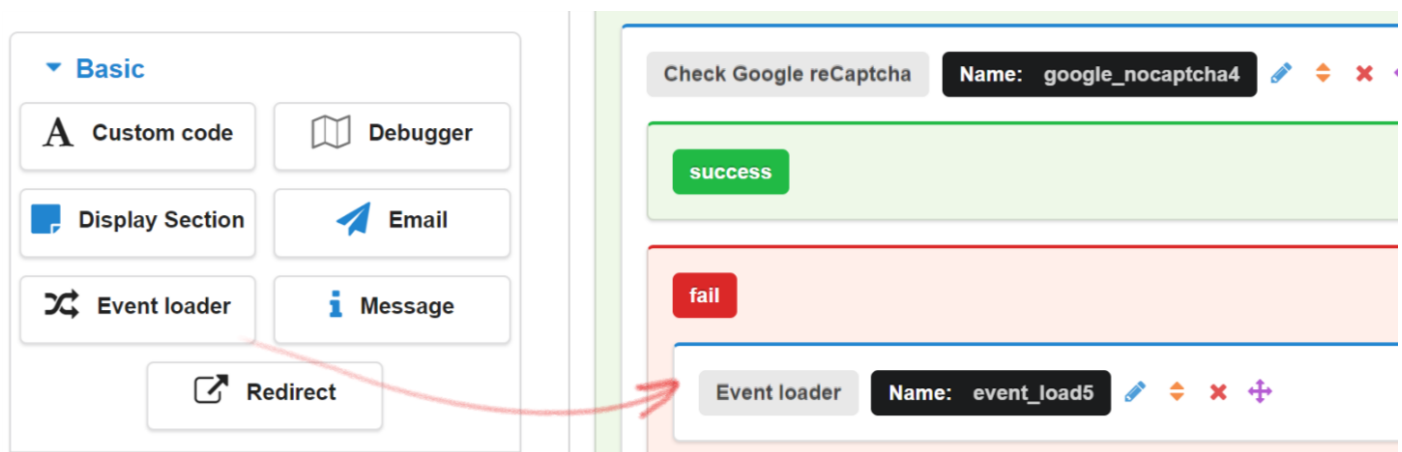 Basic
Custom code
Debugger
Display Section
Email
Event loader
Message
Redirect
Check Google reCaptcha
Name: google_nocaptcha4
success
fail
Event loader
Name: event_load5